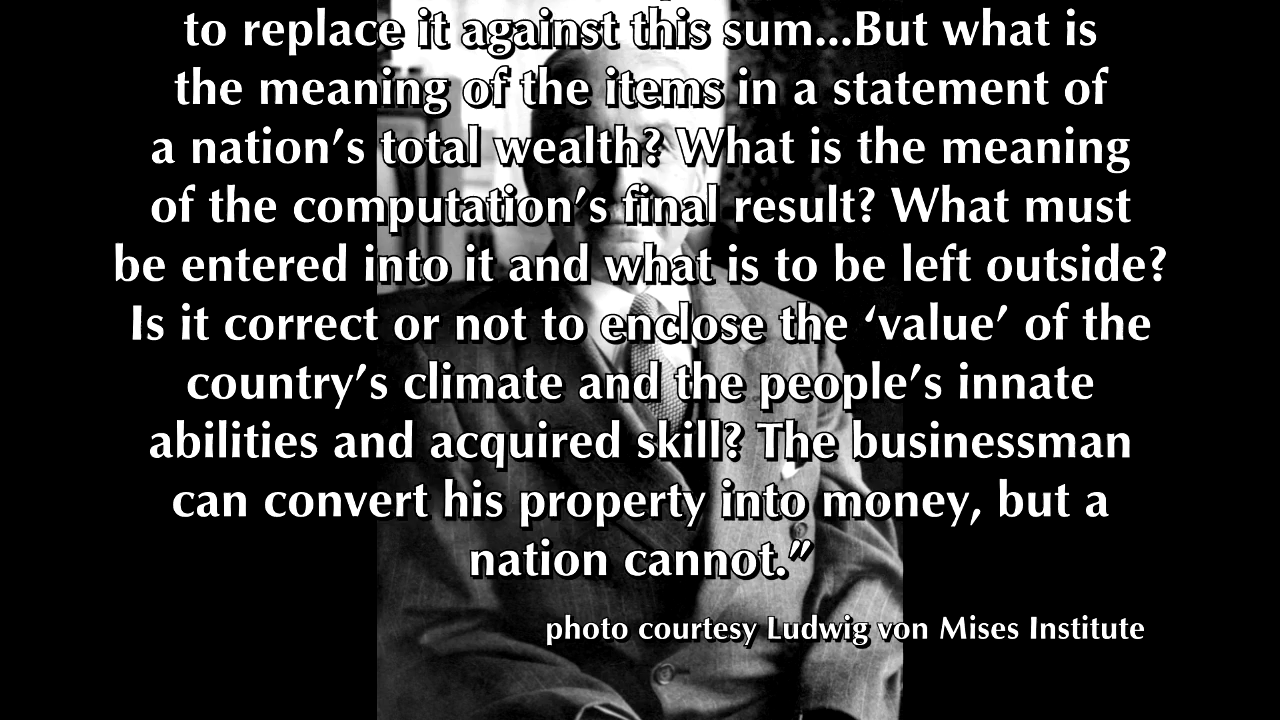 to replace it against this sum...But what is
the meaning of the items in a statement of
a nation’s total wealth? What is the meaning
of the computation’s final result? What must
be entered into it and what is to be left outside?
Is it correct or not to enclose the ‘value’ of the
country’s climate and the people’s innate
abilities and acquired skill? The businessman
can convert his property into money, but a
nation cannot.”
photo courtesy Ludwig von Mises Institute